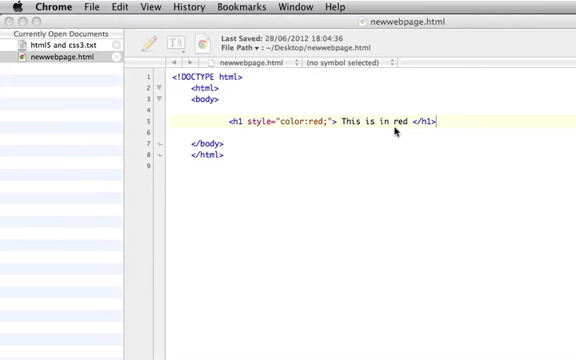 Chrome File Edit View History Bookmarks Window Help
newwebpage.html
Currently Open Documents
html5 and css3.txt
newwebpage.html
Last Saved: 28/06/2012 18:04:36
File Path ▾ : ~/Desktop/newwebpage.html
newwebpage.html (no symbol selected)
1 <!DOCTYPE html>
2 <html>
3 <body>
4
5 <h1 style="color:red;"> This is in red </h1>
6
7 </body>
8 </html>
9